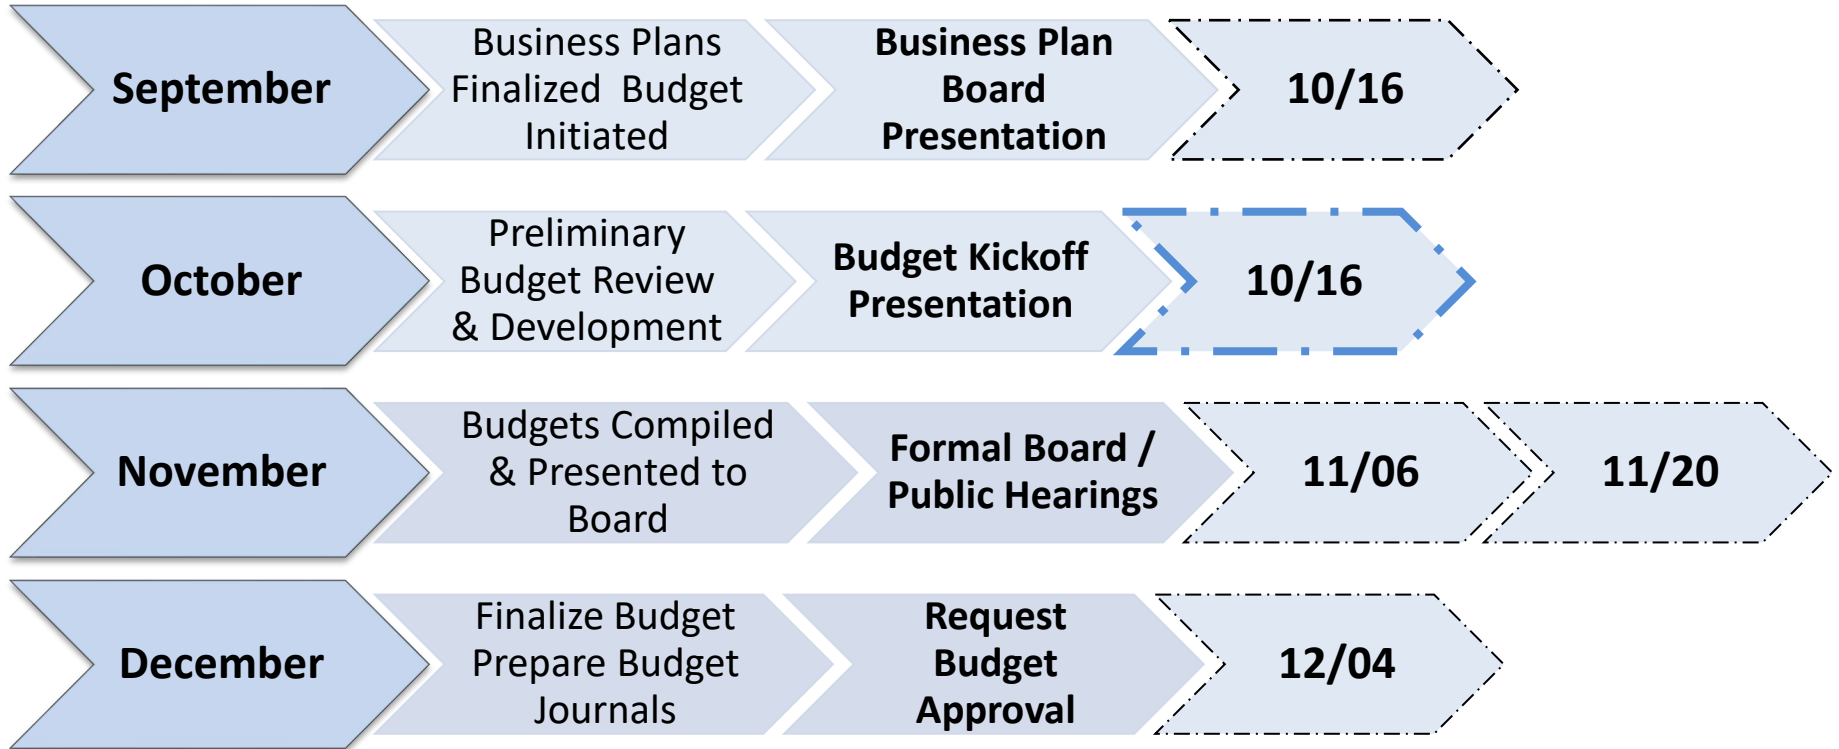 September
Business Plans
Finalized  Budget
Initiated
Business Plan
Board
Presentation
10/16
October
Preliminary
Budget Review
& Development
Budget Kickoff
Presentation
10/16
November
Budgets Compiled
& Presented to
Board
Formal Board /
Public Hearings
11/06
11/20
December
Finalize Budget
Prepare Budget
Journals
Request
Budget
Approval
12/04